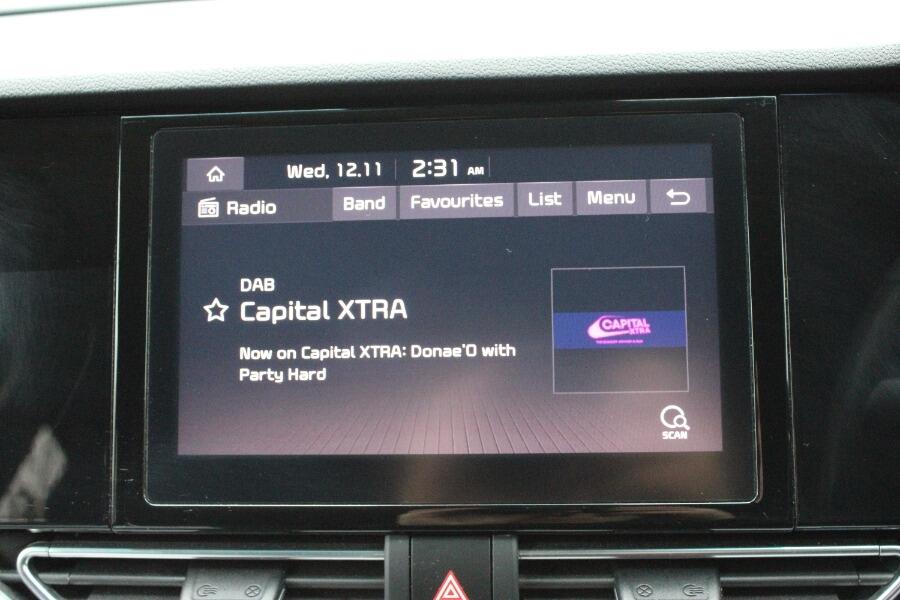 Wed, 12.11 2:31 AM
Radio Band Favourites List Menu
DAB
Capital XTRA
Now on Capital XTRA: Donae'O with
Party Hard
CAPITAL
XTRA
SCAN